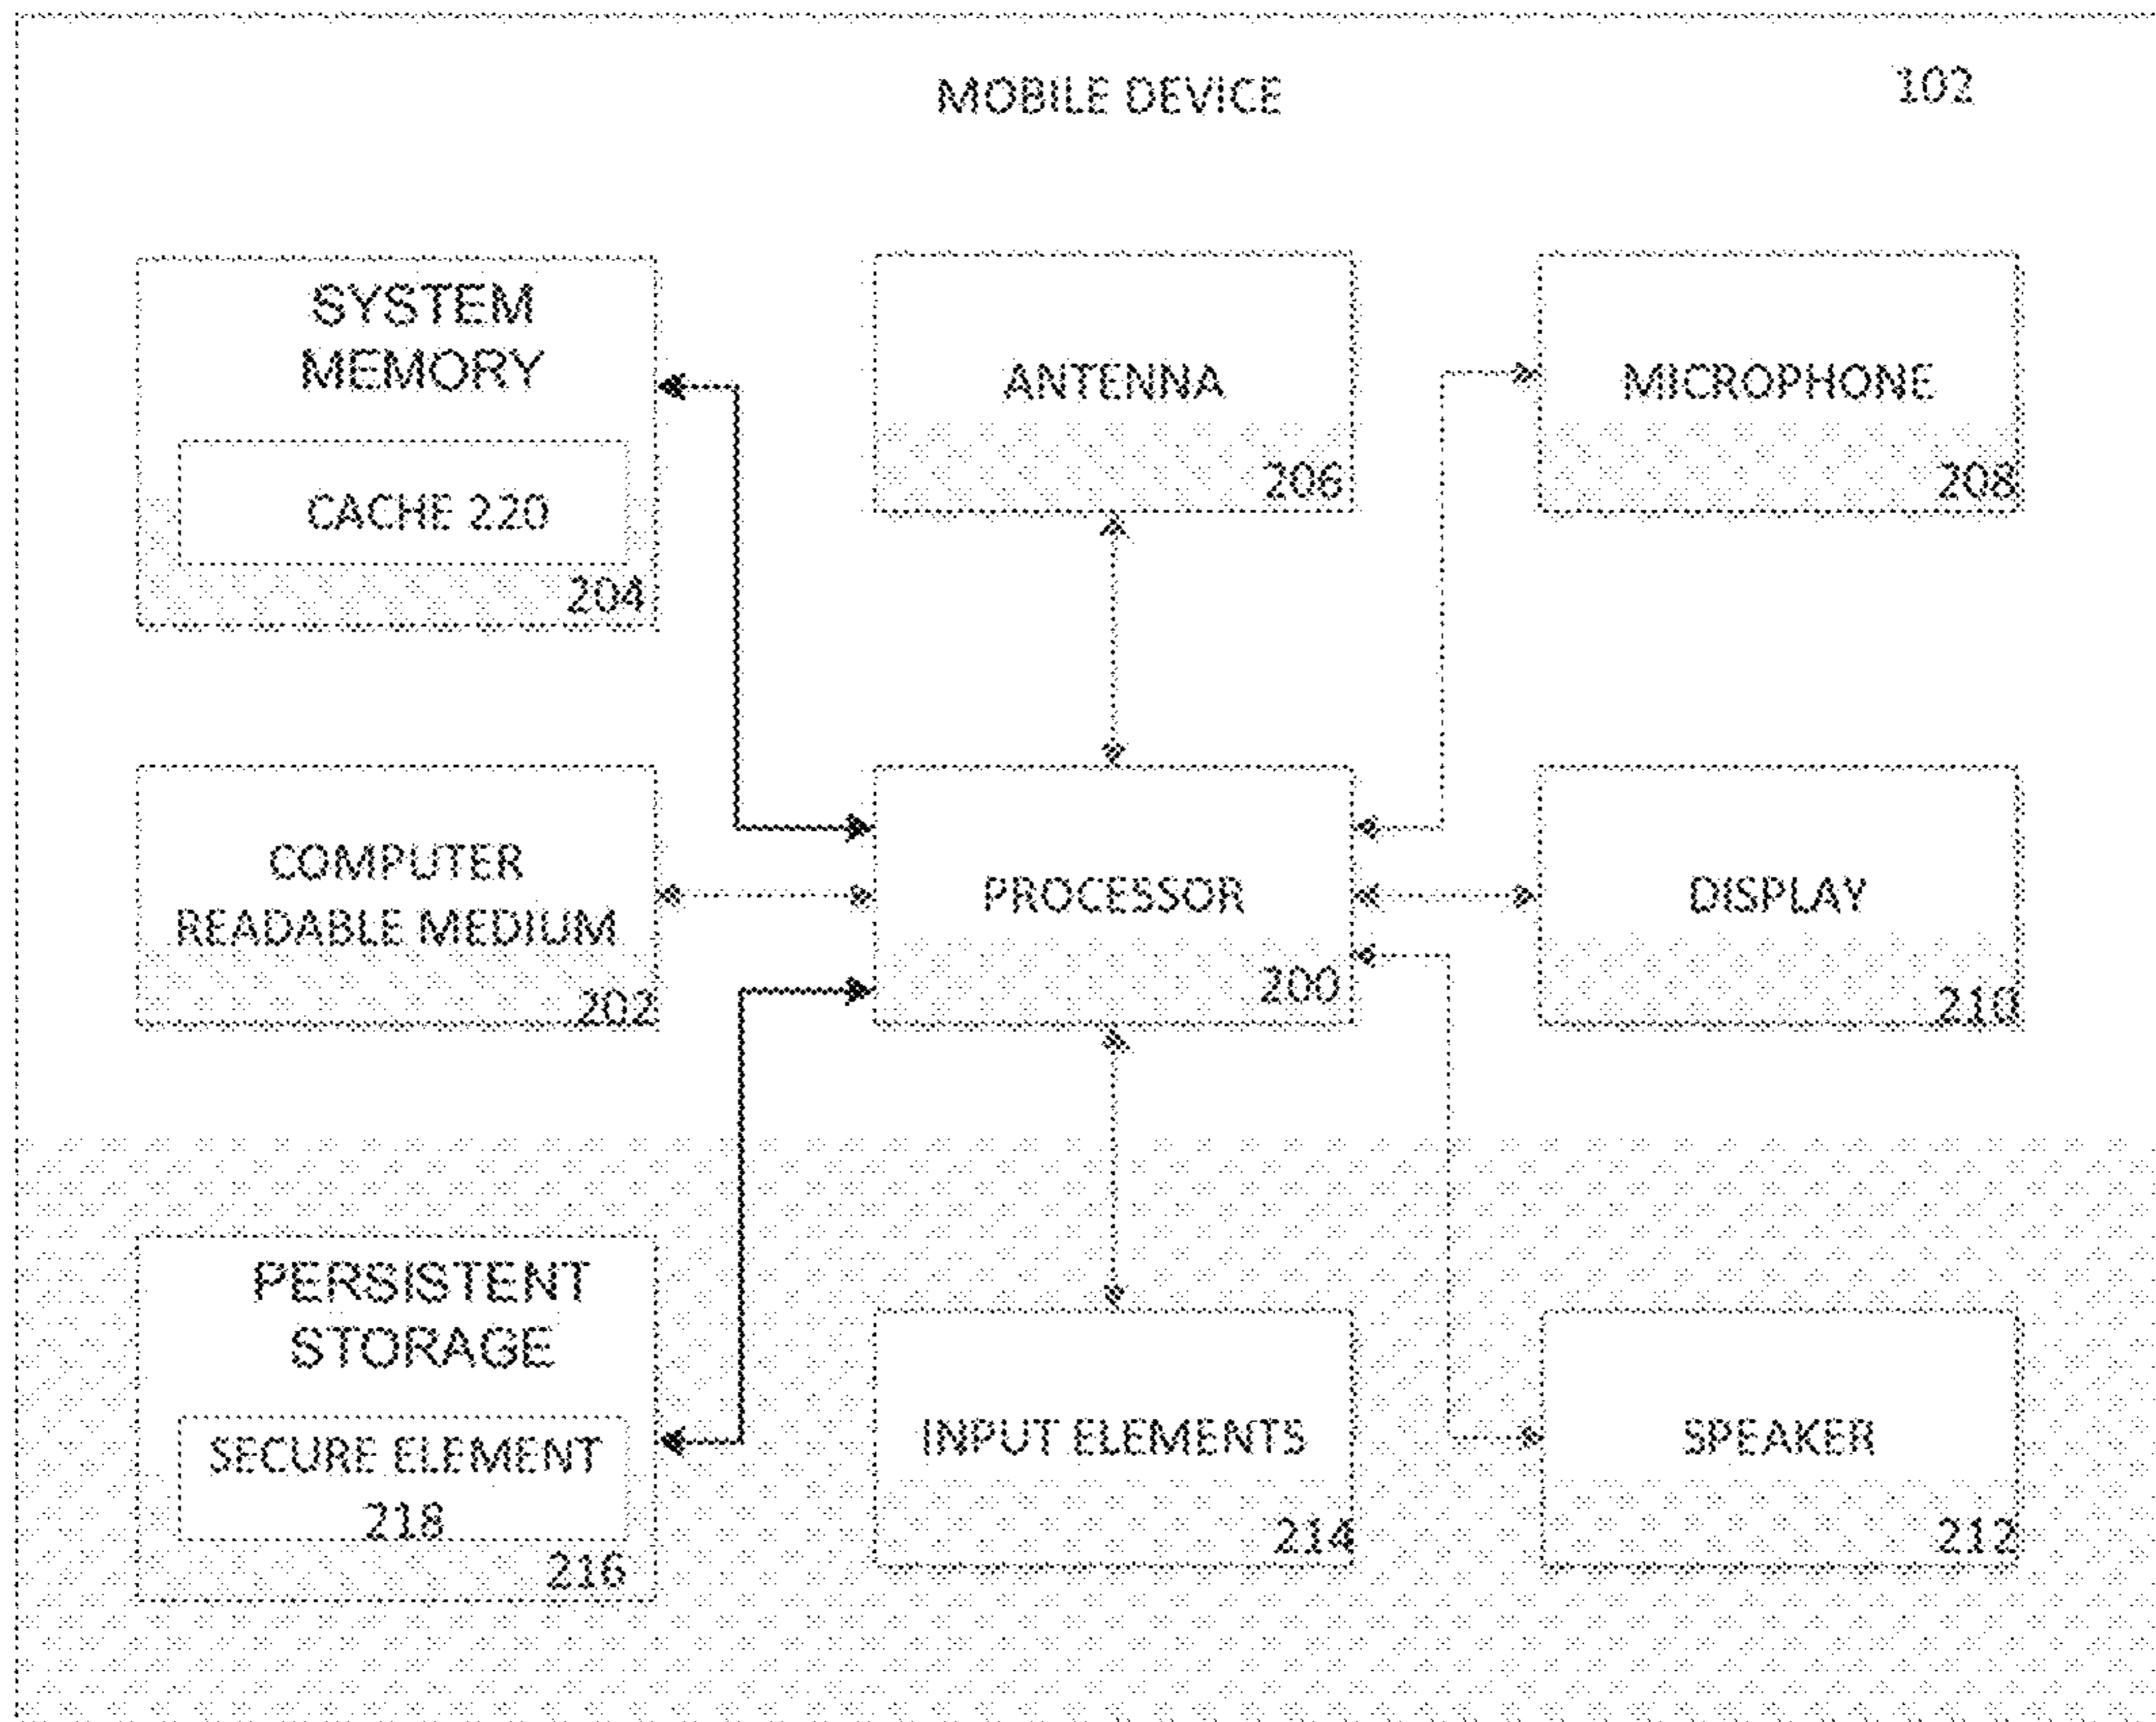 MOBILE DEVICE
102
SYSTEM
MEMORY
CACHE 220
204
ANTENNA
206
MICROPHONE
208
COMPUTER
READABLE MEDIUM
202
PROCESSOR
200
DISPLAY
210
PERSISTENT
STORAGE
SECURE ELEMENT
218
216
INPUT ELEMENTS
214
SPEAKER
212